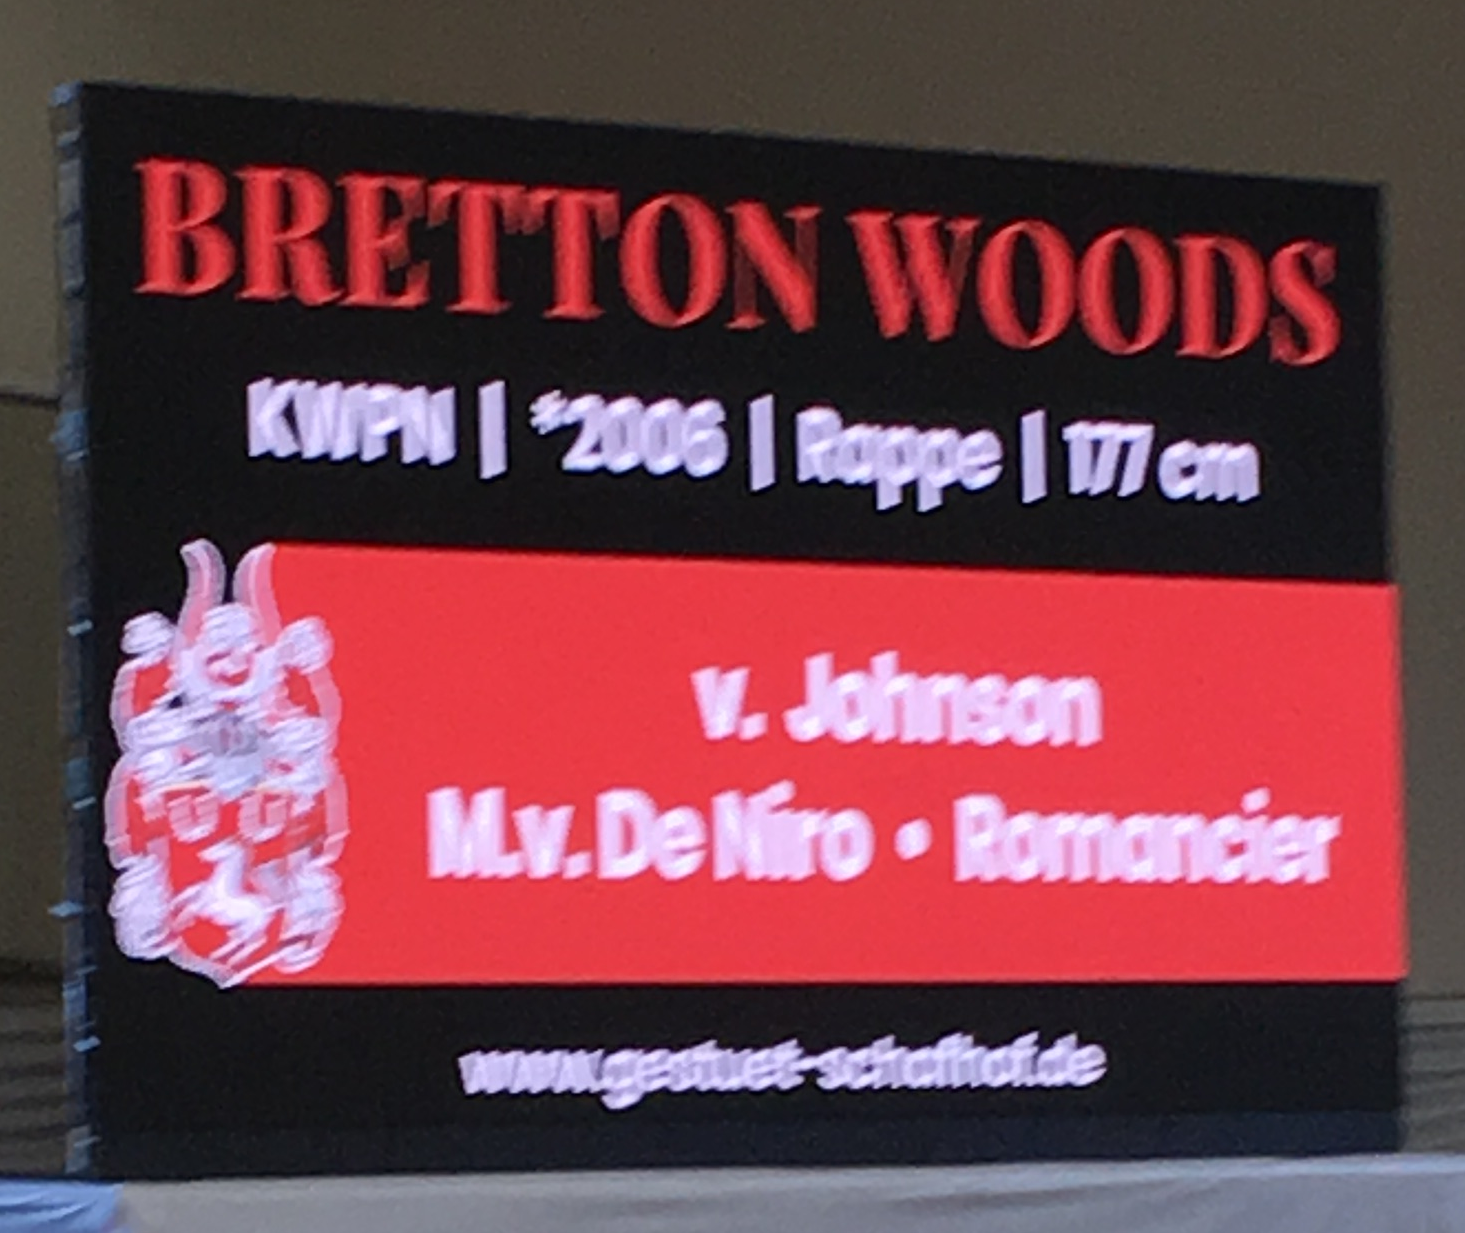 BRETTON WOODS
KWPN | *2006 | Rappe | 177 cm
v. Johnson
M.v. De Niro • Romancier
www.gestuet-schafhof.de